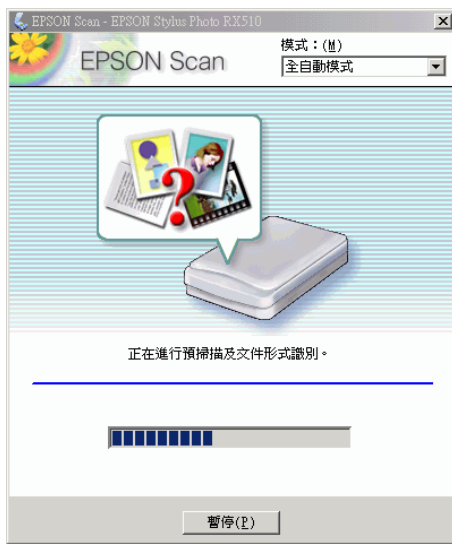 EPSON Scan - EPSON Stylus Photo RX510
EPSON Scan
模式：(M)
全自動模式
正在進行預掃描及文件形式識別。
暫停(P)